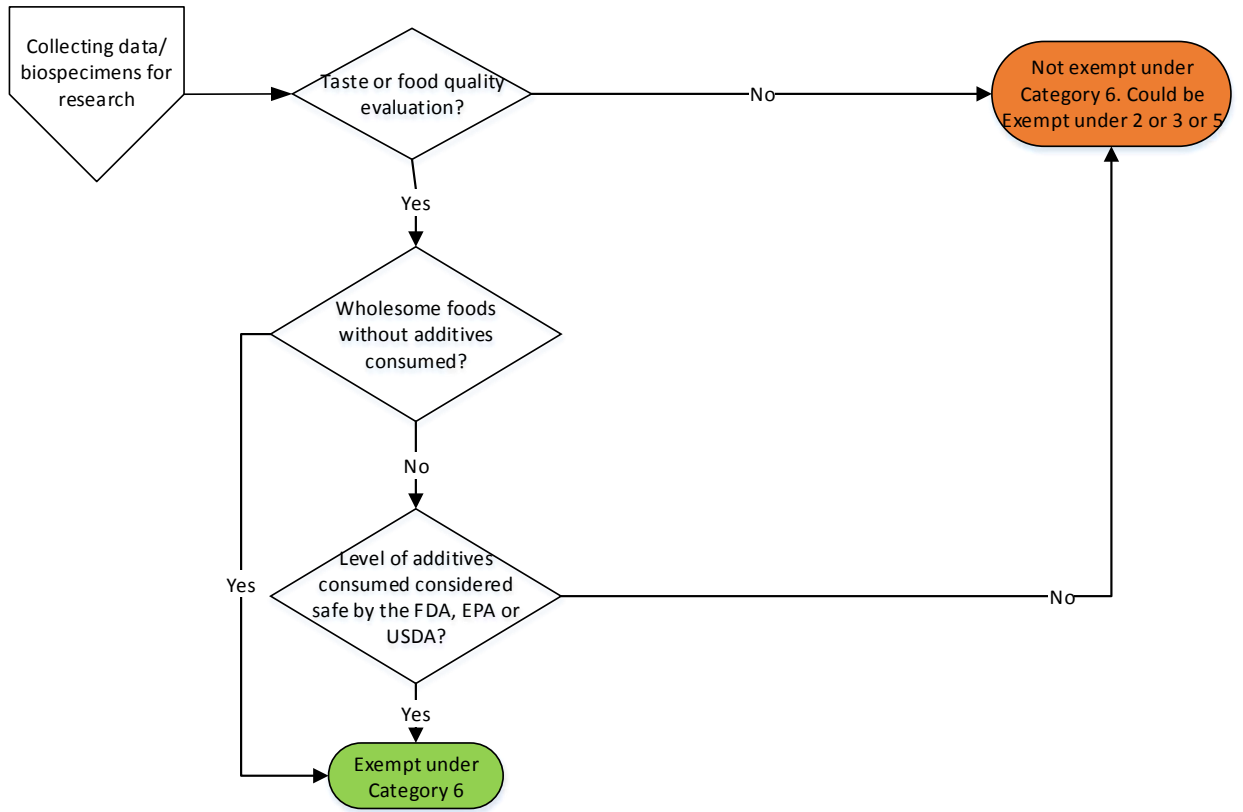 Collecting data/
biospecimens for
research
Taste or food quality
evaluation?
No
Not exempt under
Category 6. Could be
Exempt under 2 or 3 or 5
Yes
Wholesome foods
without additives
consumed?
No
Yes
Level of additives
consumed considered
safe by the FDA, EPA or
USDA?
No
Yes
Exempt under
Category 6